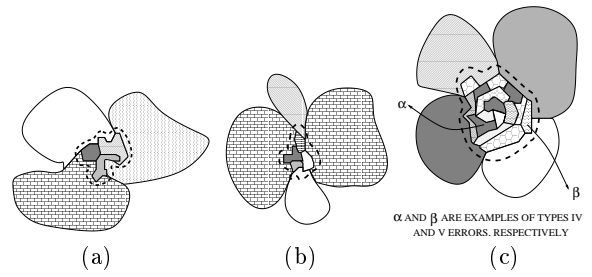 α
β
α AND β ARE EXAMPLES OF TYPES IV
AND V ERRORS, RESPECTIVELY
(a) (b) (c)